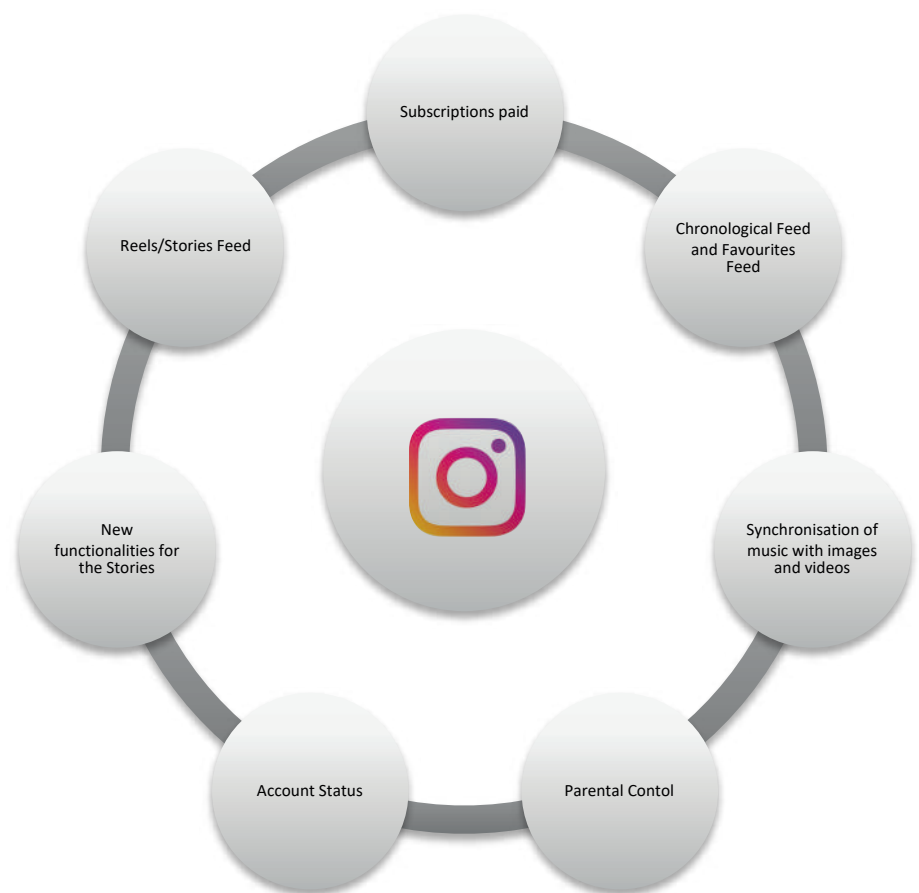 Subscriptions paid
Chronological Feed
and Favourites
Feed
Synchronisation of
music with images
and videos
Parental Contol
Account Status
New
functionalities for
the Stories
Reels/Stories Feed